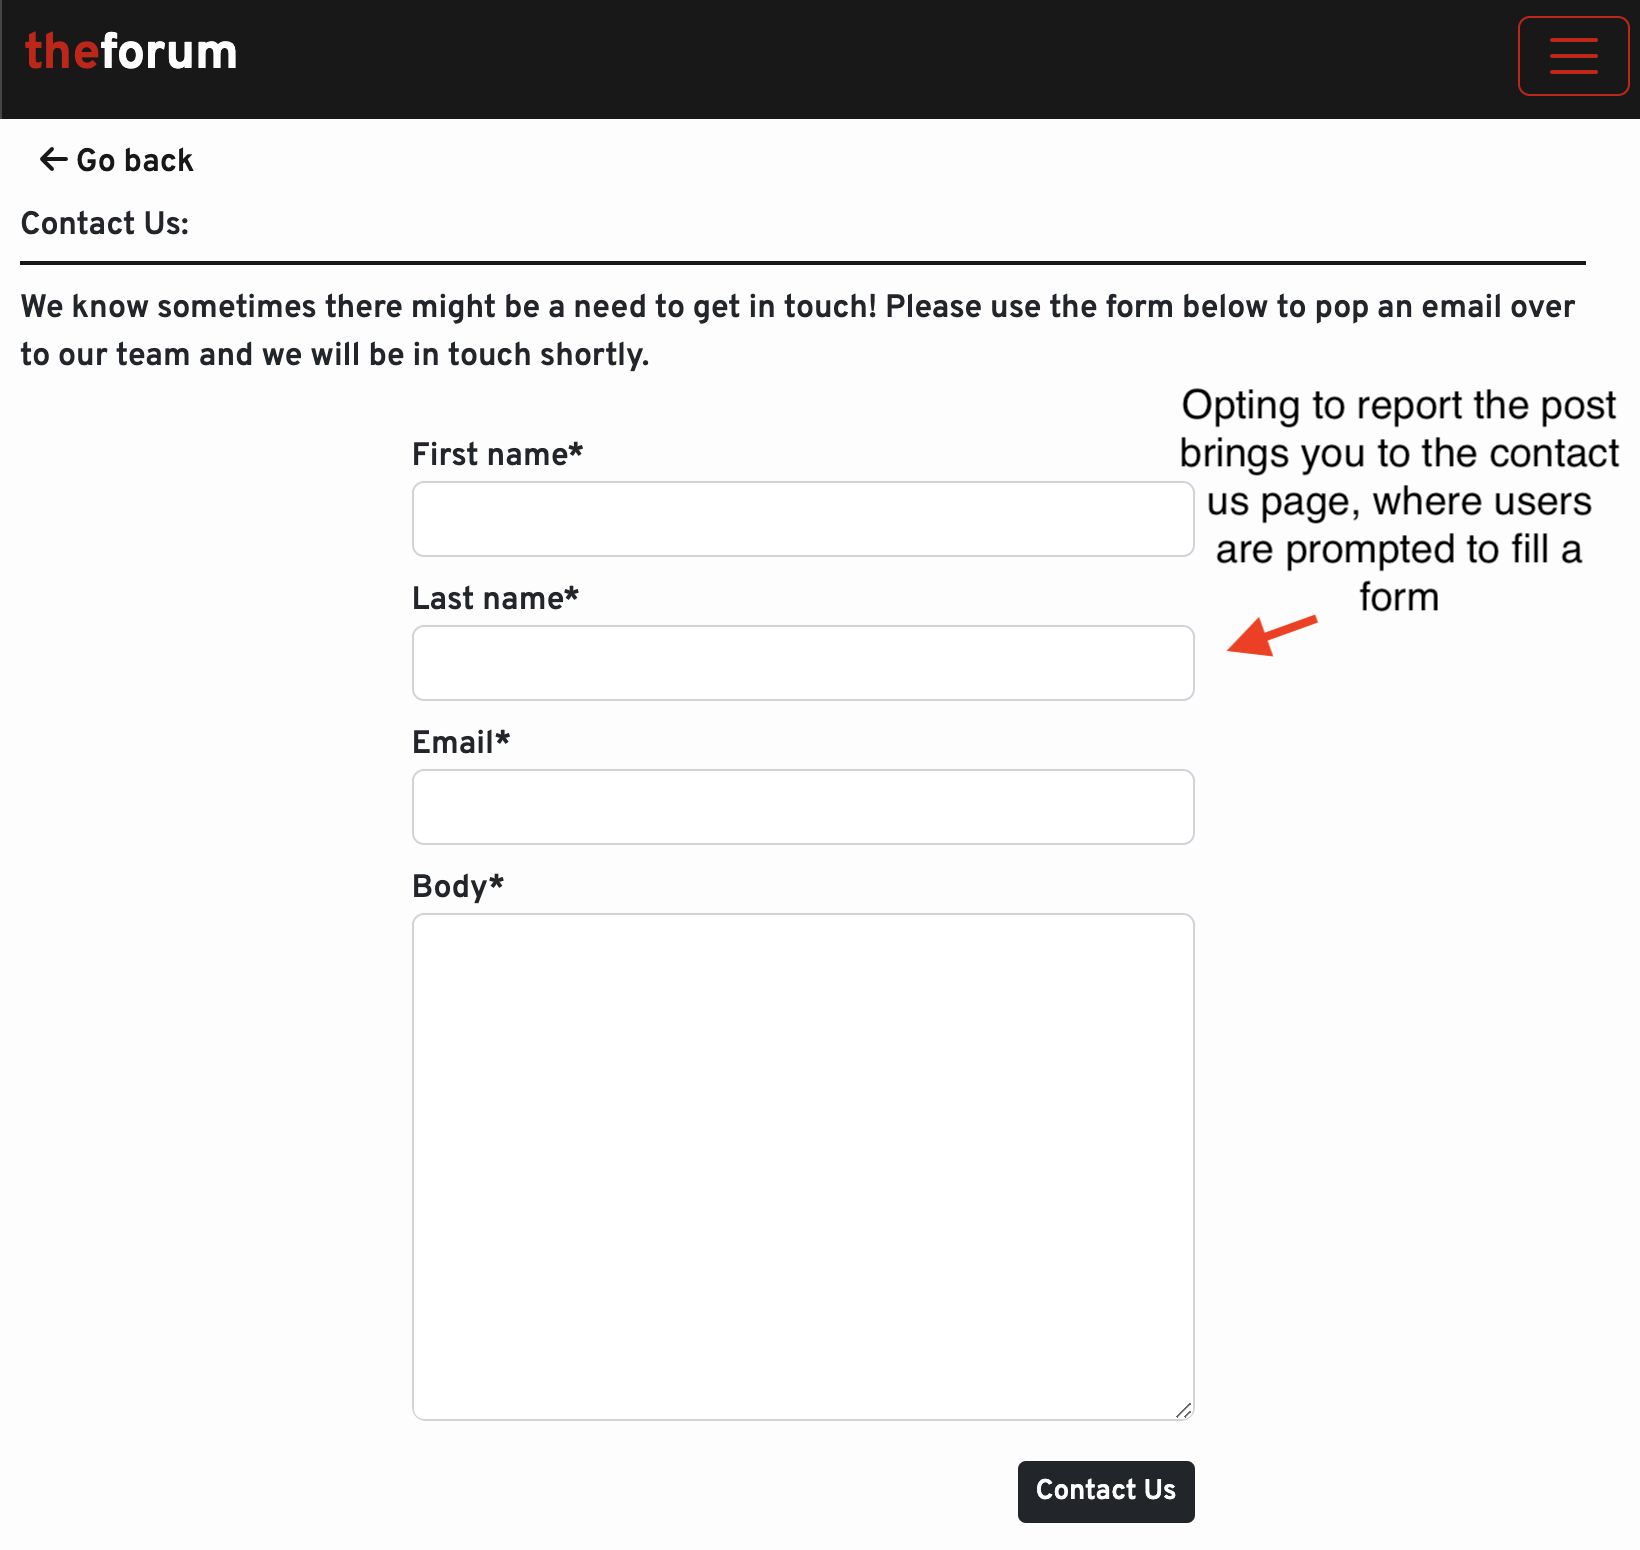 theforum
← Go back
Contact Us:
We know sometimes there might be a need to get in touch! Please use the form below to pop an email over
to our team and we will be in touch shortly.
Opting to report the post
brings you to the contact
us page, where users
are prompted to fill a
form
First name*
Last name*
Email*
Body*
Contact Us